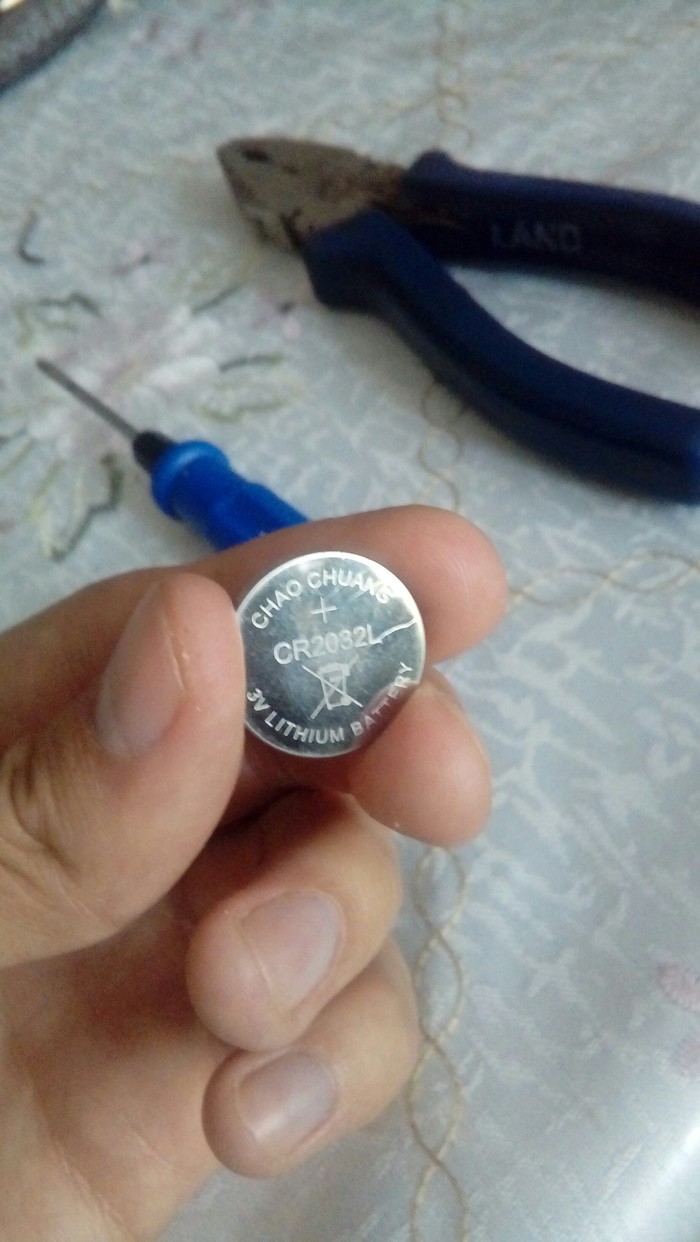 LAND
CHAO CHUANG
+
CR2032L
3V LITHIUM BATTERY